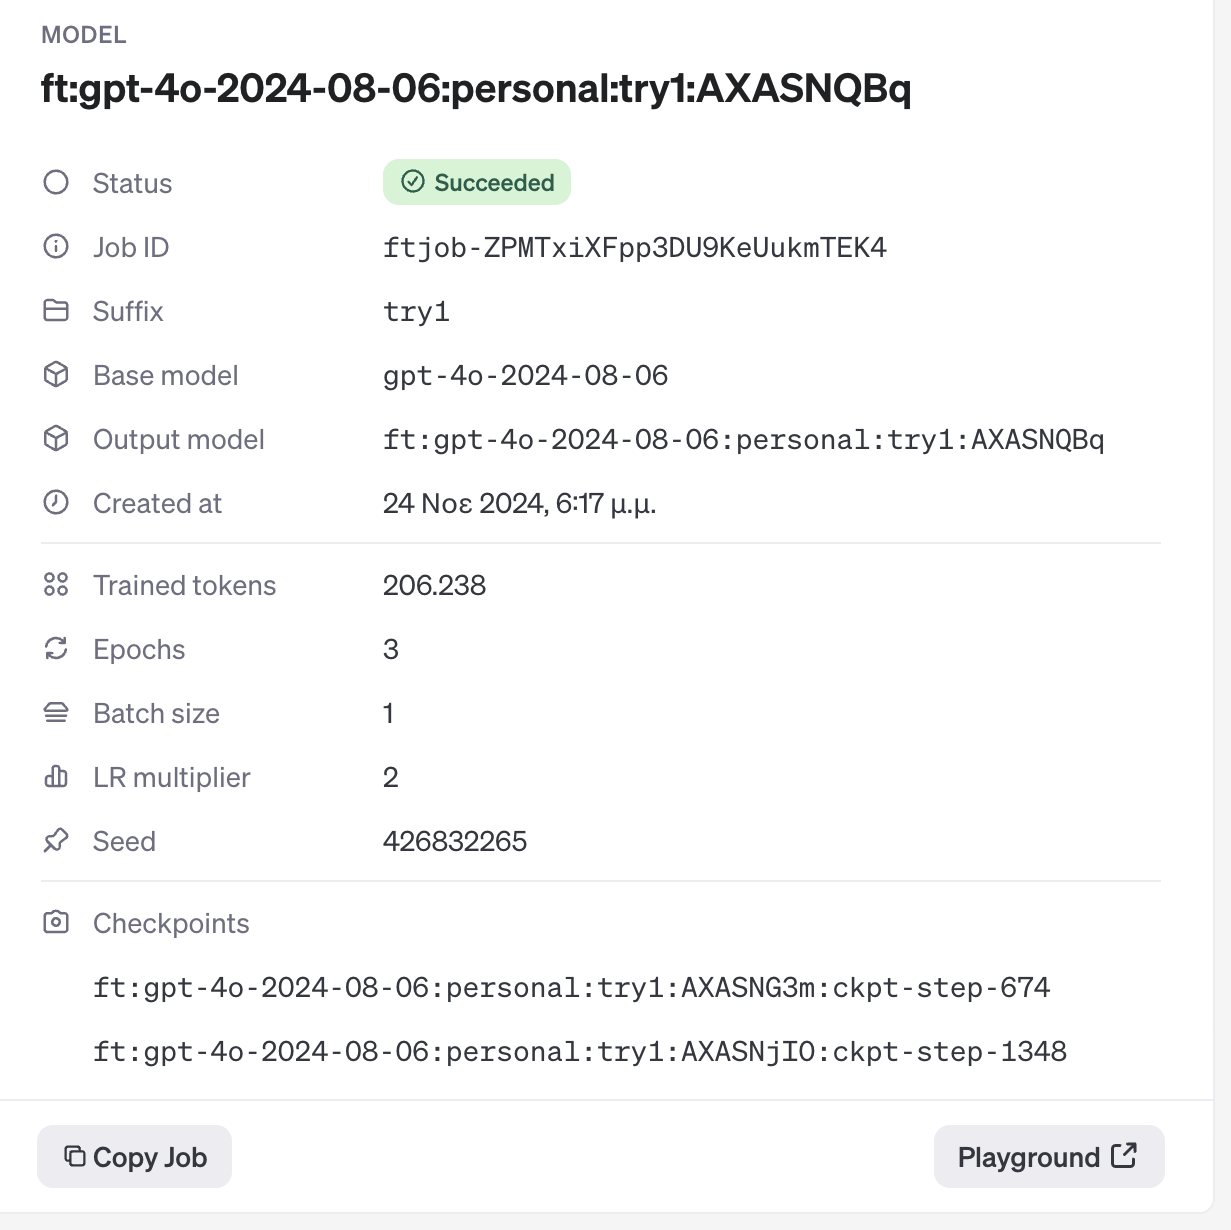 MODEL
ft:gpt-4o-2024-08-06:personal:try1:AXASNQBq
Status Succeeded
Job ID ftjob-ZPMTxiXFpp3DU9KeUukmTEK4
Suffix try1
Base model gpt-4o-2024-08-06
Output model ft:gpt-4o-2024-08-06:personal:try1:AXASNQBq
Created at 24 Νοε 2024, 6:17 μ.μ.
Trained tokens 206.238
Epochs 3
Batch size 1
LR multiplier 2
Seed 426832265
Checkpoints
ft:gpt-4o-2024-08-06:personal:try1:AXASNG3m:ckpt-step-674
ft:gpt-4o-2024-08-06:personal:try1:AXASNjIO:ckpt-step-1348
Copy Job Playground